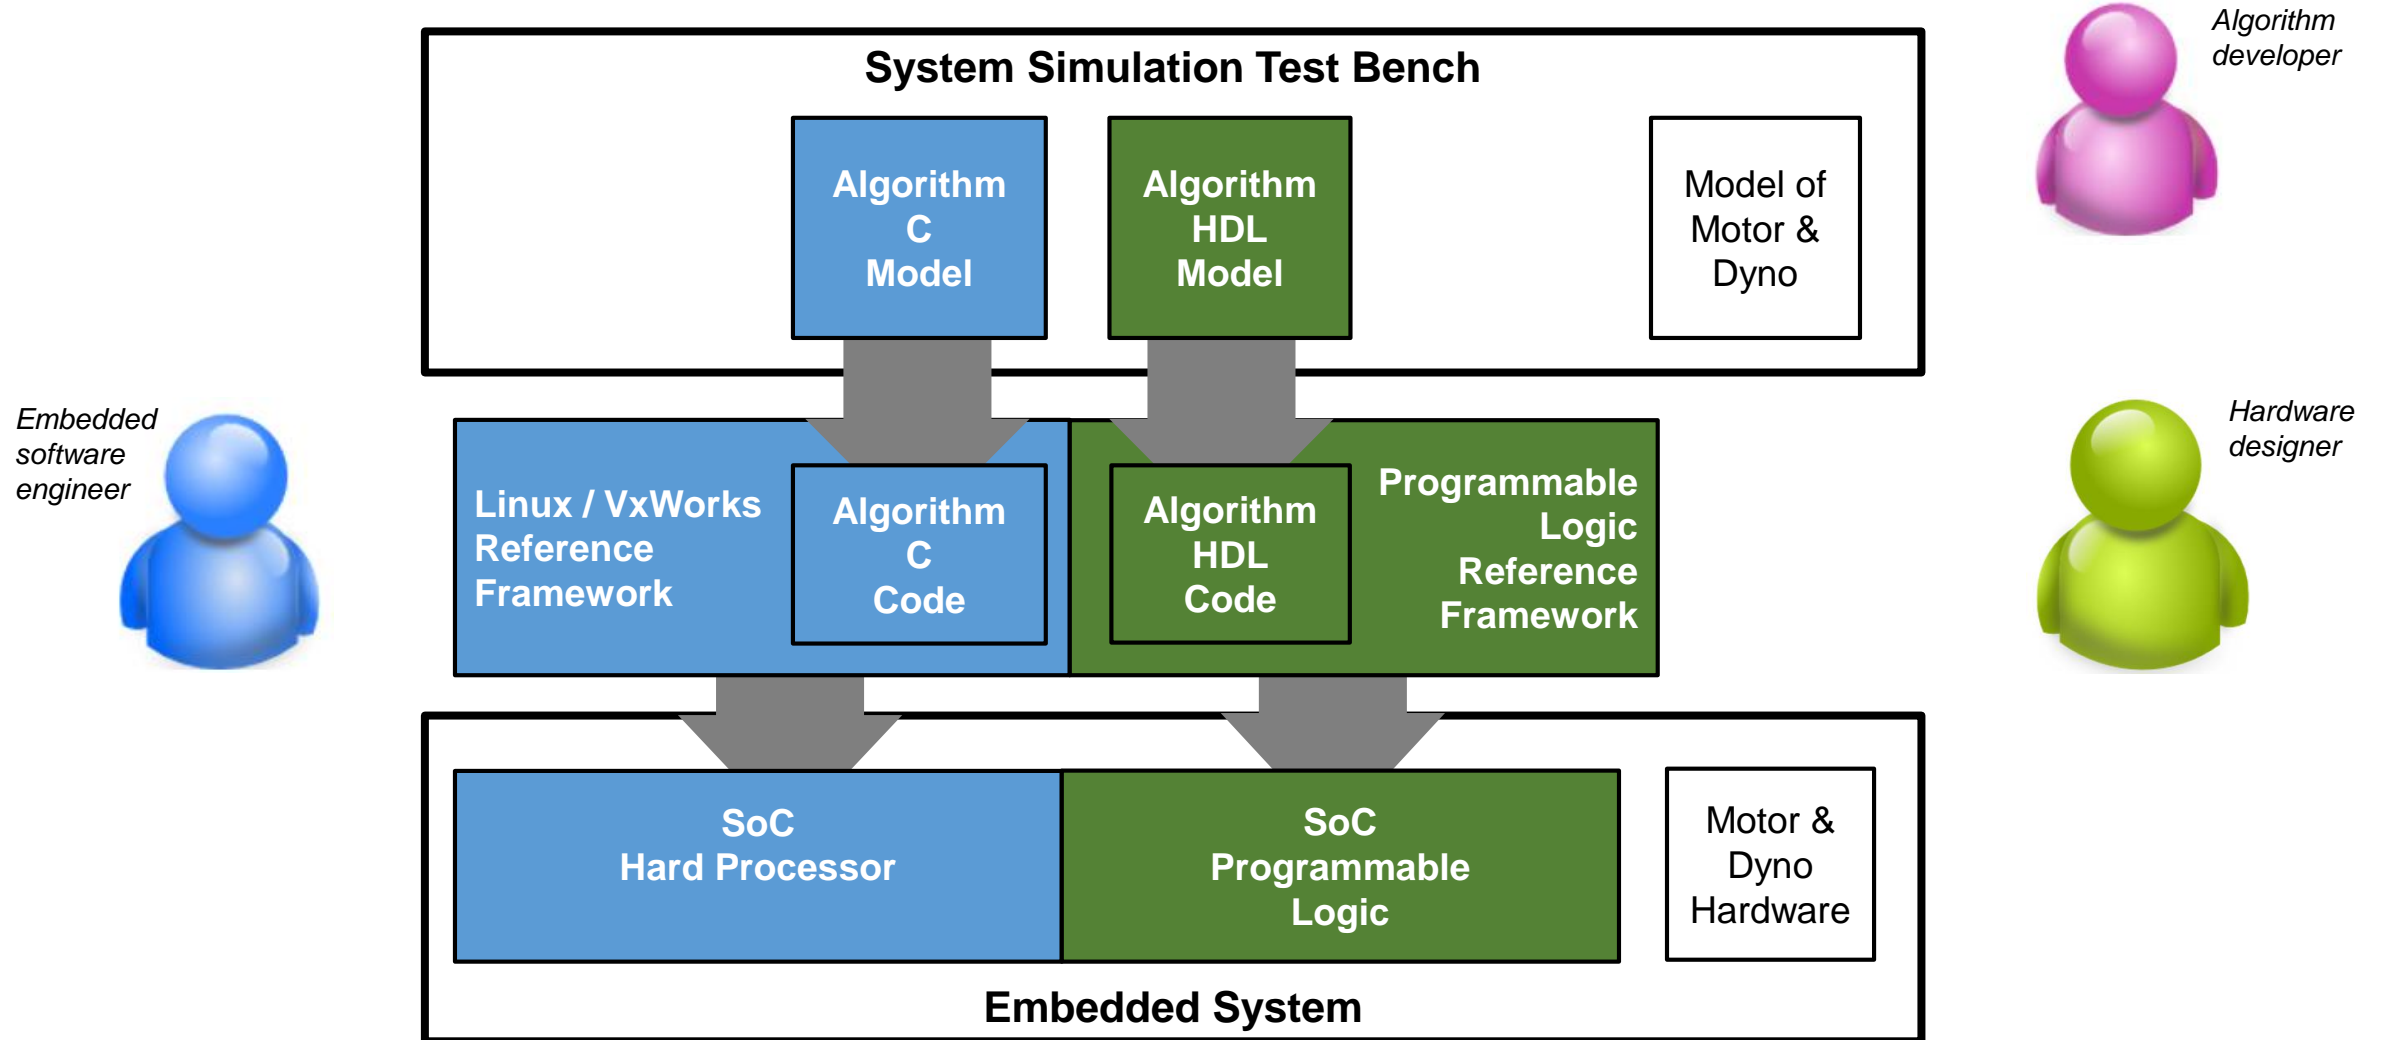 Algorithm
developer
System Simulation Test Bench
Algorithm
C
Model
Algorithm
HDL
Model
Model of
Motor &
Dyno
Embedded
software
engineer
Linux / VxWorks
Reference
Framework
Algorithm
C
Code
Algorithm
HDL
Code
Programmable
Logic
Reference
Framework
Hardware
designer
SoC
Hard Processor
SoC
Programmable
Logic
Motor &
Dyno
Hardware
Embedded System